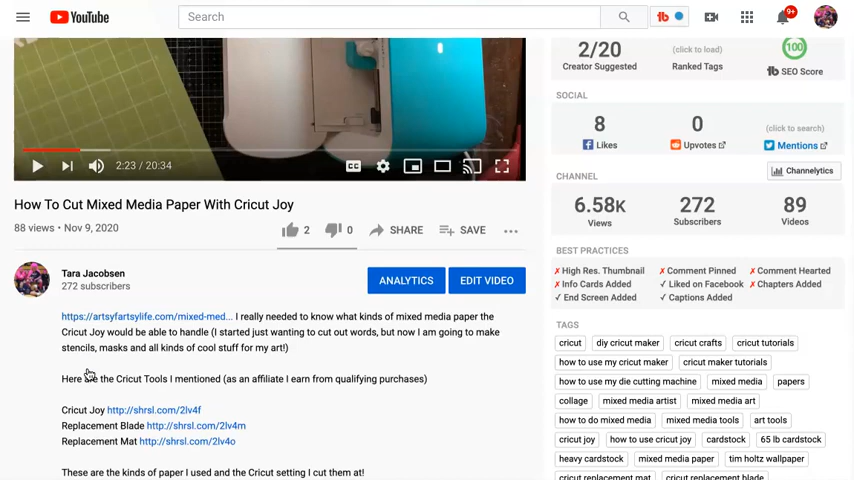 YouTube
Search
tb
9+
2/20
Creator Suggested
(click to load)
Ranked Tags
100
tb SEO Score
SOCIAL
8
Likes
0
Upvotes
(click to search)
Mentions
Channelytics
2:23 / 20:34
CC
CHANNEL
6.58K
Views
272
Subscribers
89
Videos
How To Cut Mixed Media Paper With Cricut Joy
88 views • Nov 9, 2020
2
0
SHARE
SAVE
BEST PRACTICES
✗ High Res. Thumbnail
✗ Comment Pinned
✗ Comment Hearted
✗ Info Cards Added
✓ Liked on Facebook
✗ Chapters Added
✓ End Screen Added
✓ Captions Added
Tara Jacobsen
272 subscribers
ANALYTICS
EDIT VIDEO
https://artsyfartsylife.com/mixed-med... I really needed to know what kinds of mixed media paper the
Cricut Joy would be able to handle (I started just wanting to cut out words, but now I am going to make
stencils, masks and all kinds of cool stuff for my art!)
Here are the Cricut Tools I mentioned (as an affiliate I earn from qualifying purchases)
Cricut Joy http://shrsl.com/2lv4f
Replacement Blade http://shrsl.com/2lv4m
Replacement Mat http://shrsl.com/2lv4o
These are the kinds of paper I used and the Cricut setting I cut them at!
TAGS
cricut
diy cricut maker
cricut crafts
cricut tutorials
how to use my cricut maker
cricut maker tutorials
how to use my die cutting machine
mixed media
papers
collage
mixed media artist
mixed media art
how to do mixed media
mixed media tools
art tools
cricut joy
how to use cricut joy
cardstock
65 lb cardstock
heavy cardstock
mixed media paper
tim holtz wallpaper
cricut replacement mat
cricut replacement blade